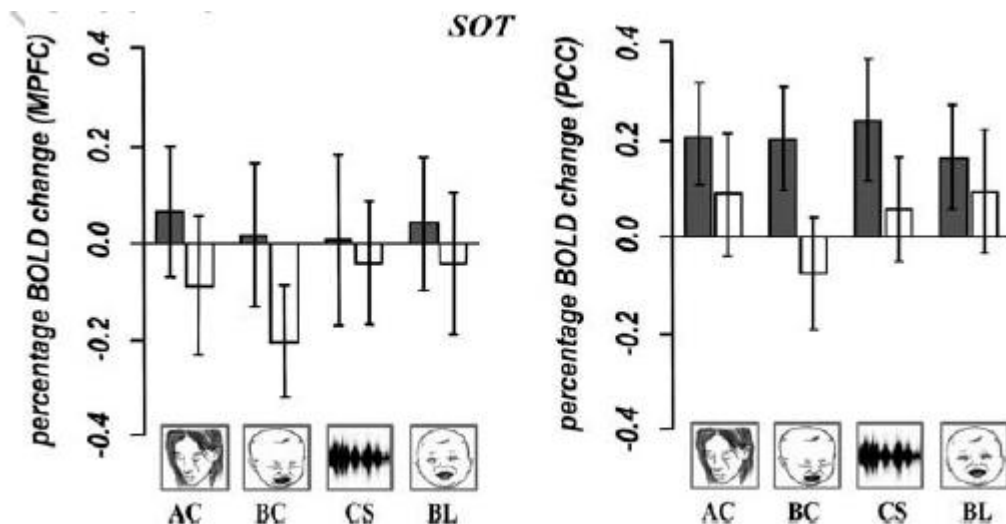 SOT
percentage BOLD change (MPFC)
0.4
0.2
0.0
-0.2
-0.4
AC BC CS BL
percentage BOLD change (PCC)
0.4
0.2
0.0
-0.2
-0.4
AC BC CS BL